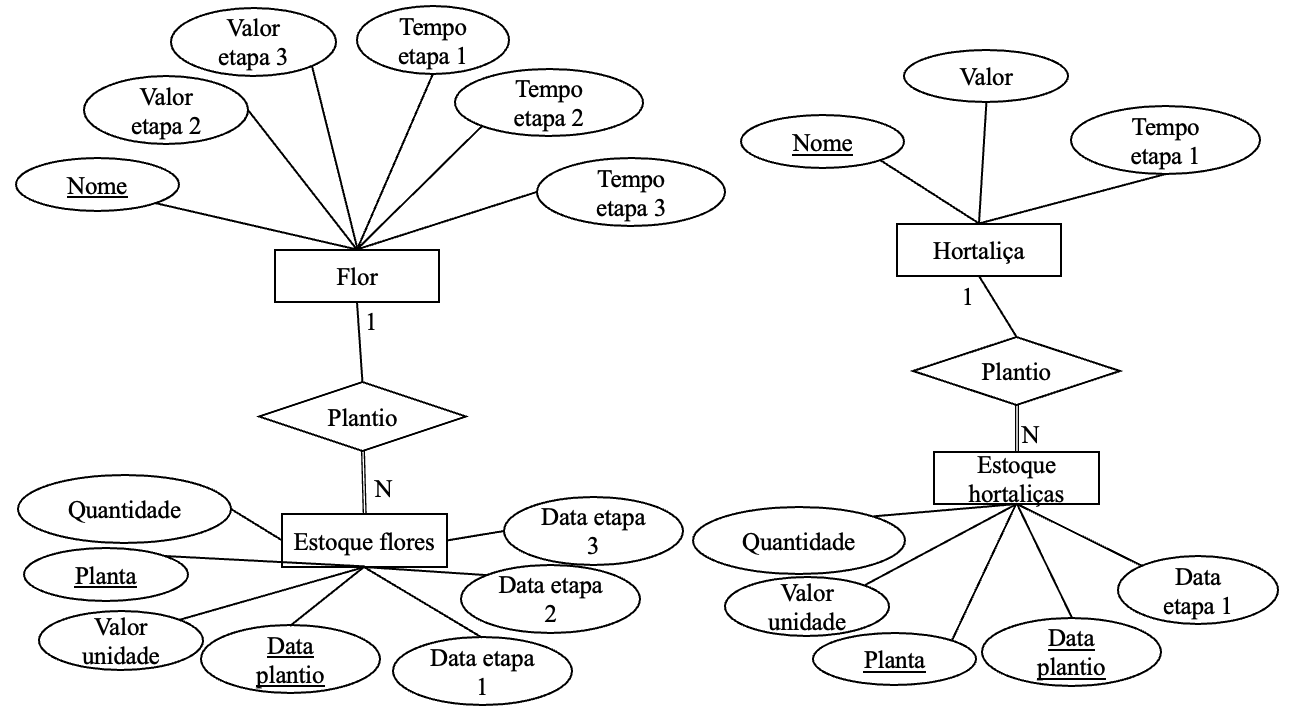 Valor
etapa 3
Tempo
etapa 1
Valor
etapa 2
Tempo
etapa 2
Nome
Tempo
etapa 3
Flor
1
Plantio
N
Quantidade
Estoque flores
Data etapa
3
Planta
Data etapa
2
Valor
unidade
Data
plantio
Data etapa
1
Valor
Nome
Tempo
etapa 1
Hortaliça
1
Plantio
N
Estoque
hortaliças
Quantidade
Valor
unidade
Planta
Data
plantio
Data
etapa 1